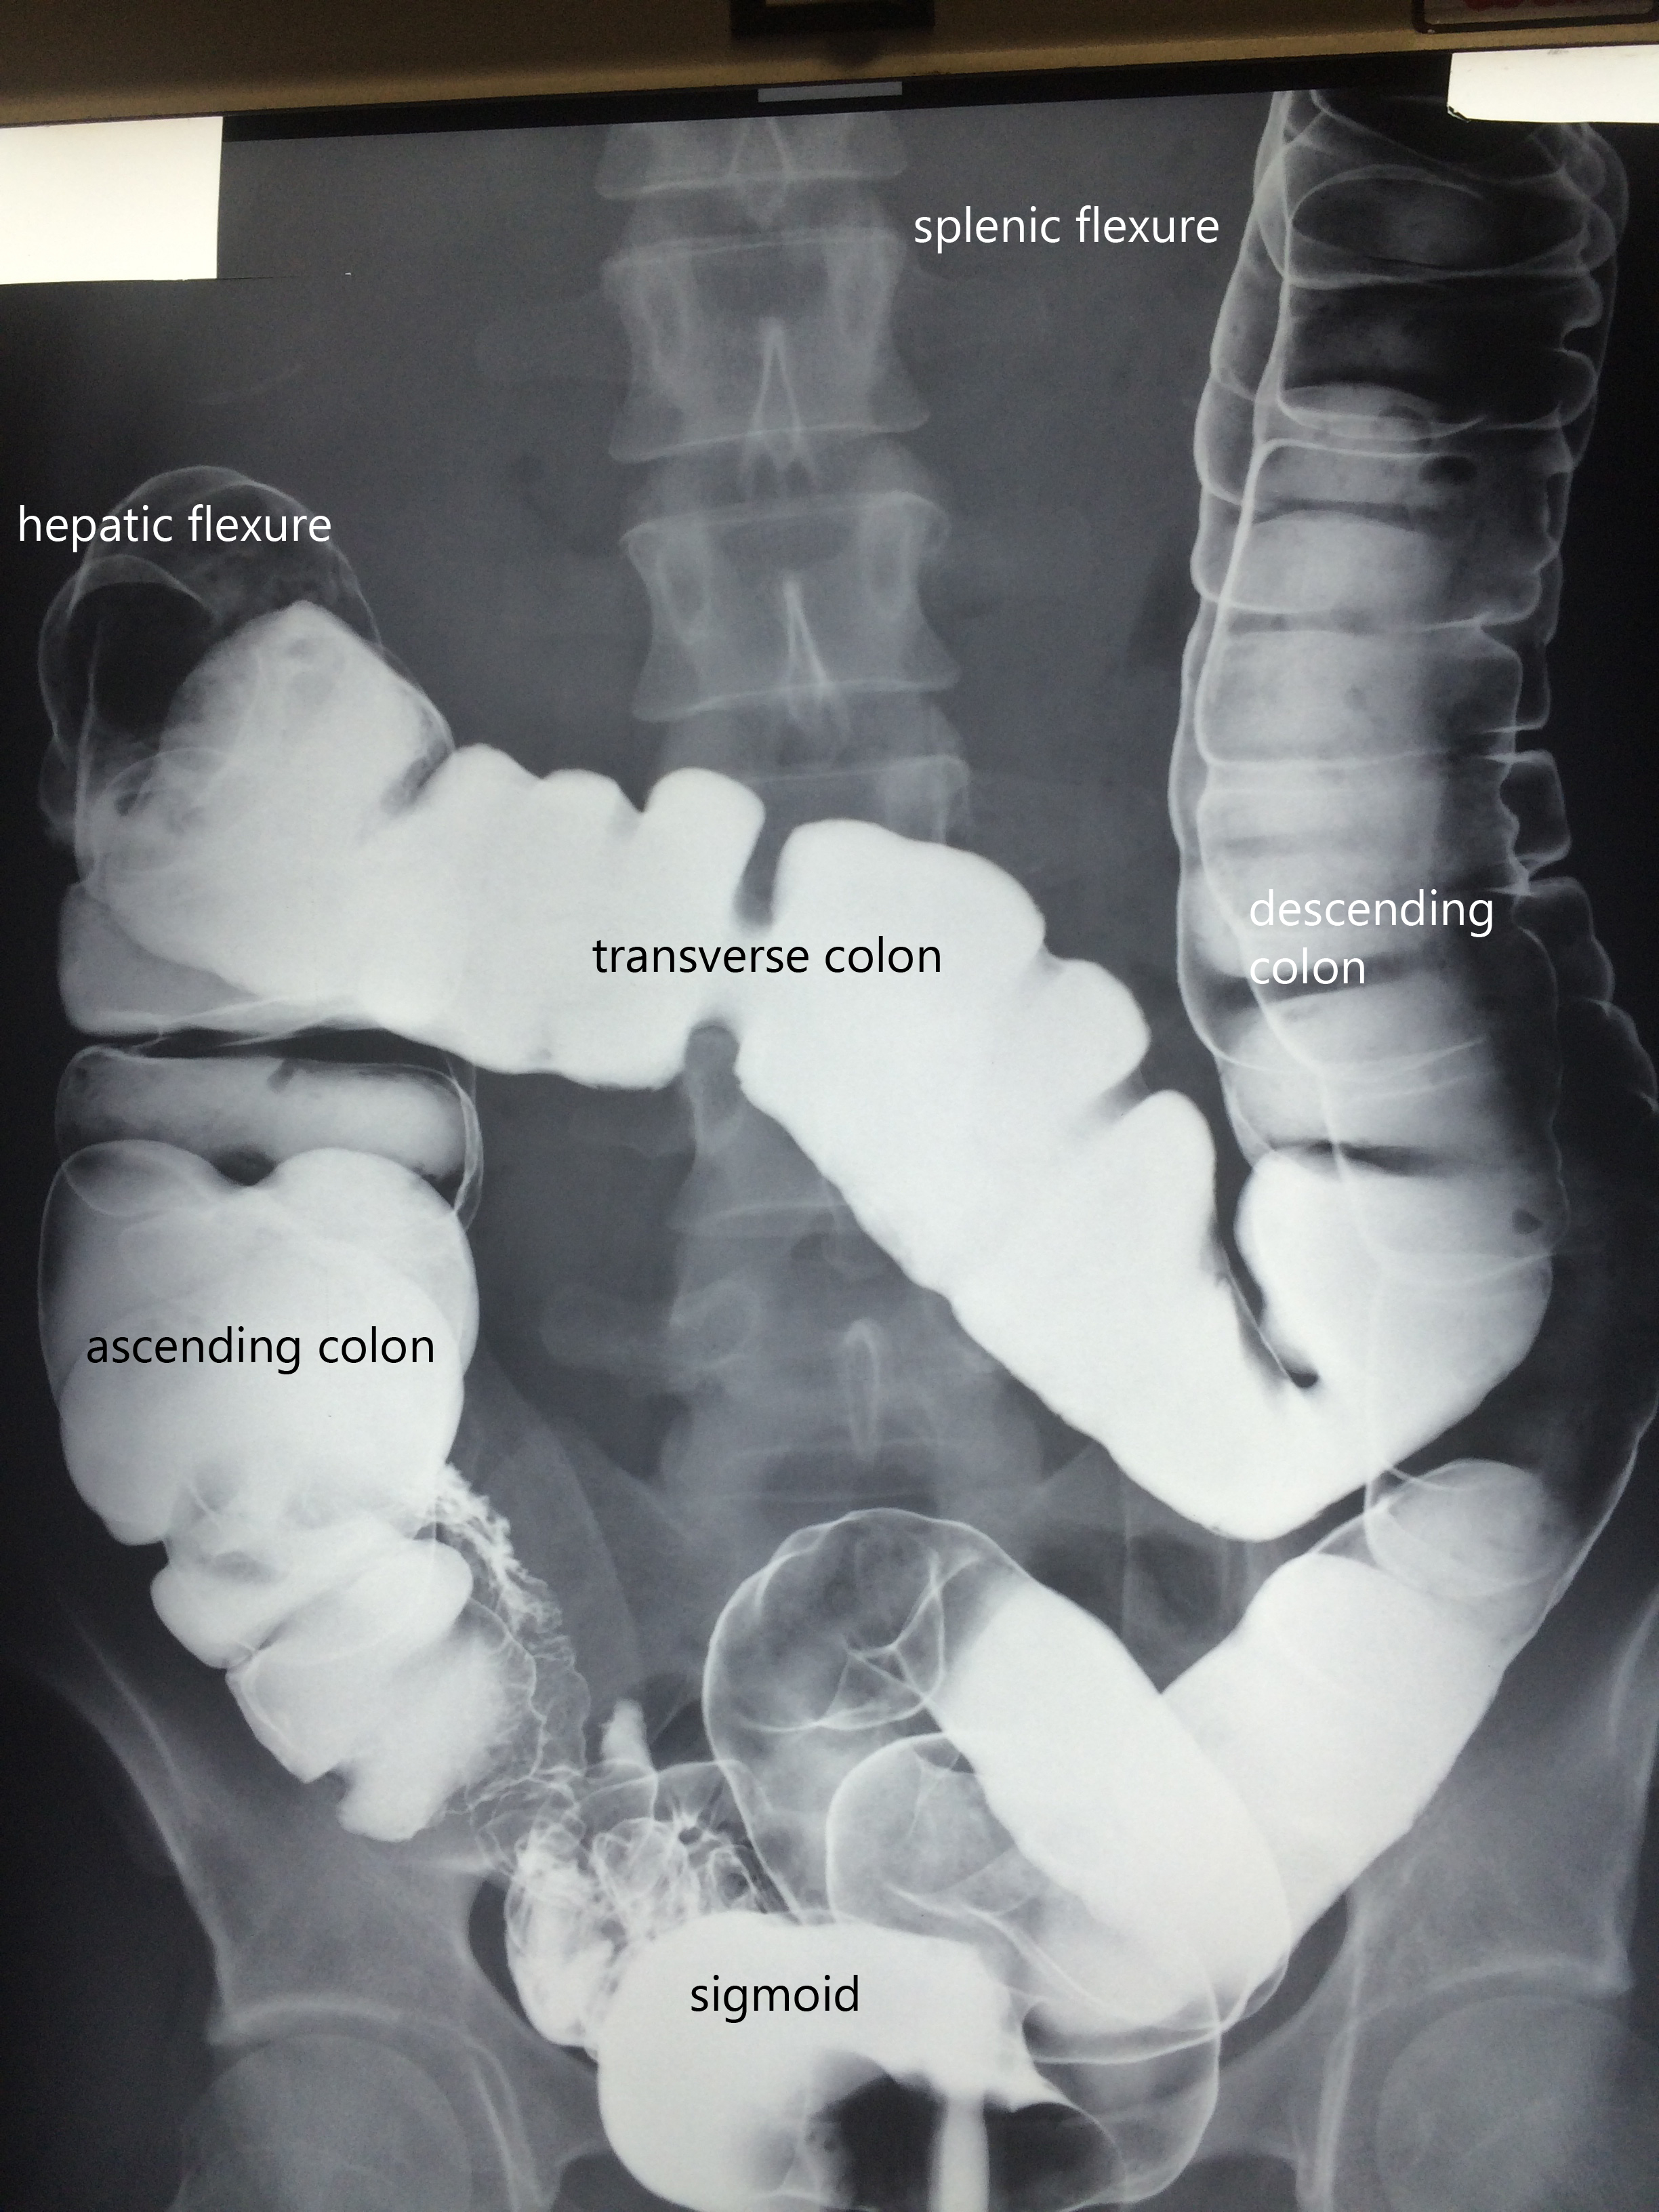 splenic flexure
hepatic flexure
descending
colon
transverse colon
ascending colon
sigmoid